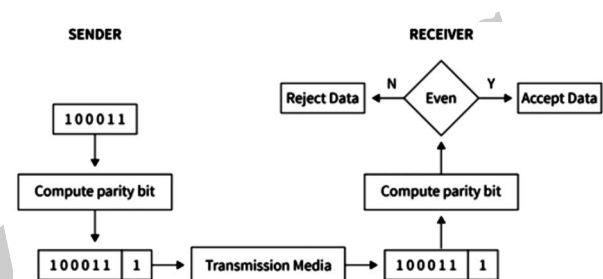 SENDER
RECEIVER
100011
Reject Data
N
Even
Y
Accept Data
Compute parity bit
Compute parity bit
100011 1
Transmission Media
100011 1